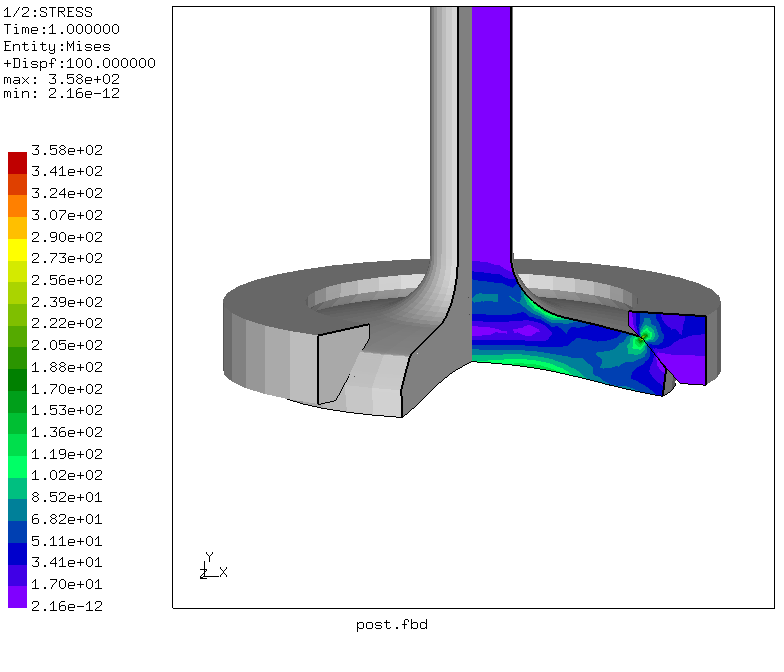 1/2:STRESS
Time:1.000000
Entity:Mises
+Dispf:100.000000
max: 3.58e+02
min: 2.16e-12
3.58e+02
3.41e+02
3.24e+02
3.07e+02
2.90e+02
2.73e+02
2.56e+02
2.39e+02
2.22e+02
2.05e+02
1.88e+02
1.70e+02
1.53e+02
1.36e+02
1.19e+02
1.02e+02
8.52e+01
6.82e+01
5.11e+01
3.41e+01
1.70e+01
2.16e-12
Y
Z X
post.fbd